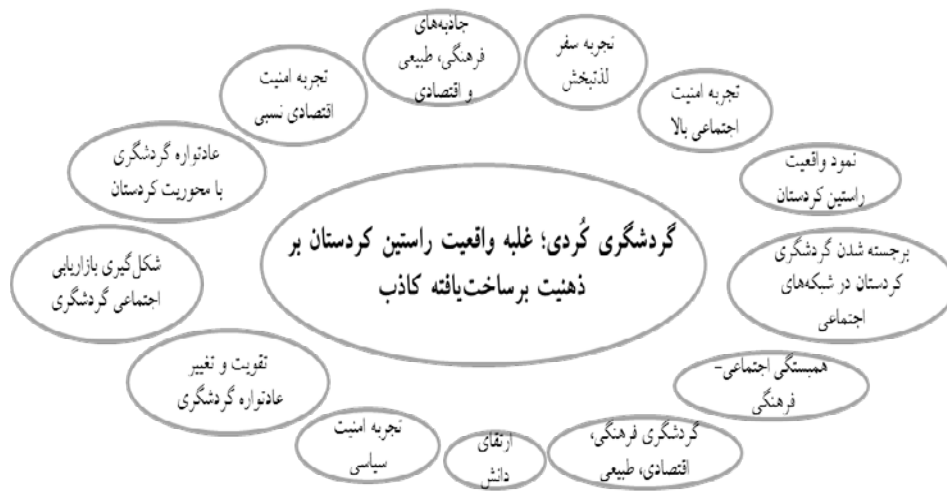 جاذبه‌های
فرهنگی، طبیعی
و اقتصادی
تجربه سفر
لذتبخش
تجربه امنیت
اجتماعی بالا
نمود واقعیت
راستین کردستان
برجسته شدن گردشگری
کردستان در شبکه‌های
اجتماعی
همبستگی اجتماعی-
فرهنگی
گردشگری فرهنگی،
اقتصادی، طبیعی
ارتقای
دانش
تجربه امنیت
سیاسی
تقویت و تغییر
عادتواره گردشگری
شکل‌گیری بازاریابی
اجتماعی گردشگری
عادتواره گردشگری
با محوریت کردستان
تجربه امنیت
اقتصادی نسبی
گردشگری کُردی؛ غلبه واقعیت راستین کردستان بر
ذهنیت برساخت‌یافته کاذب